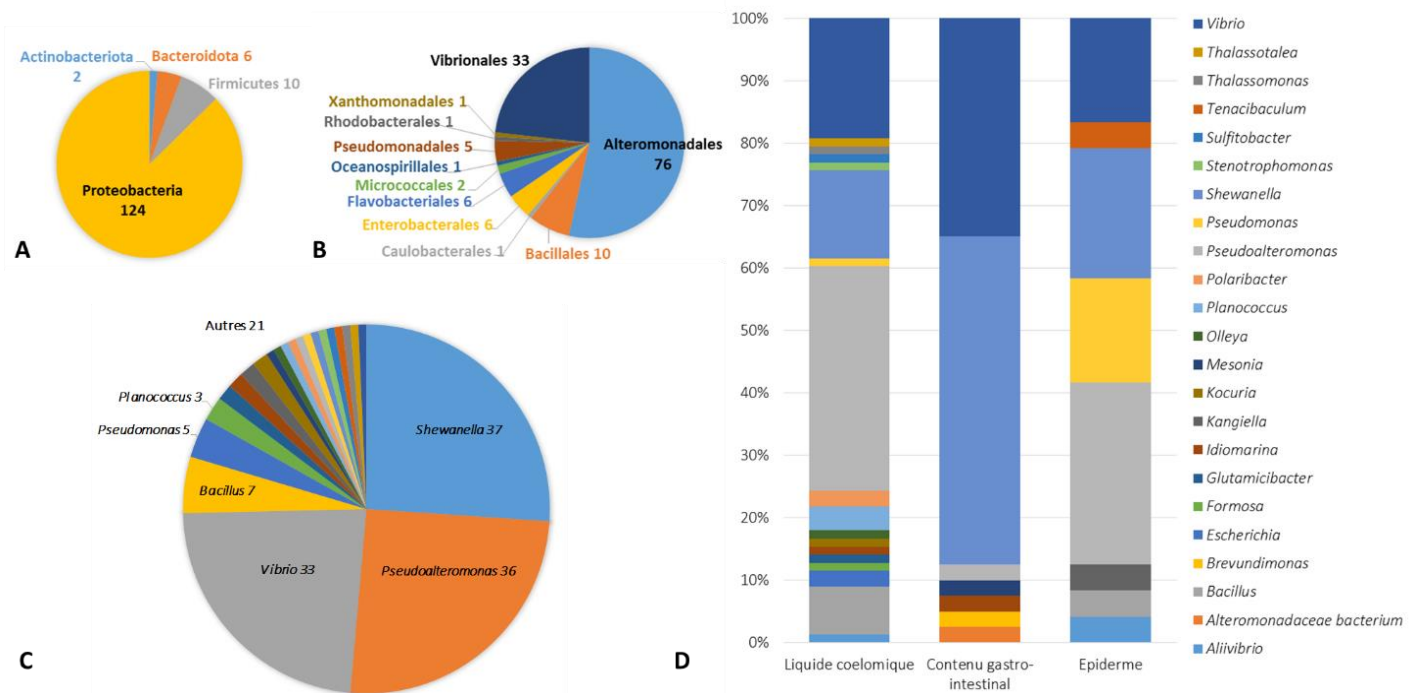 Actinobacteriota
2
Bacteroidota 6
Firmicutes 10
Proteobacteria
124
A
Vibrionales 33
Xanthomonadales 1
Rhodobacterales 1
Pseudomonadales 5
Oceanospirillales 1
Micrococcales 2
Flavobacteriales 6
Enterobacterales 6
Caulobacterales 1
Bacillales 10
Alteromonadales
76
B
Autres 21
Planococcus 3
Pseudomonas 5
Bacillus 7
Vibrio 33
Shewanella 37
Pseudoalteromonas 36
C
100%
90%
80%
70%
60%
50%
40%
30%
20%
10%
0%
Liquide coelomique
Contenu gastro-
intestinal
Epiderme
D
Vibrio
Thalassotalea
Thalassomonas
Tenacibaculum
Sulfitobacter
Stenotrophomonas
Shewanella
Pseudomonas
Pseudoalteromonas
Polaribacter
Planococcus
Olleya
Mesonia
Kocuria
Kangiella
Idiomarina
Glutamicibacter
Formosa
Escherichia
Brevundimonas
Bacillus
Alteromonadaceae bacterium
Aliivibrio